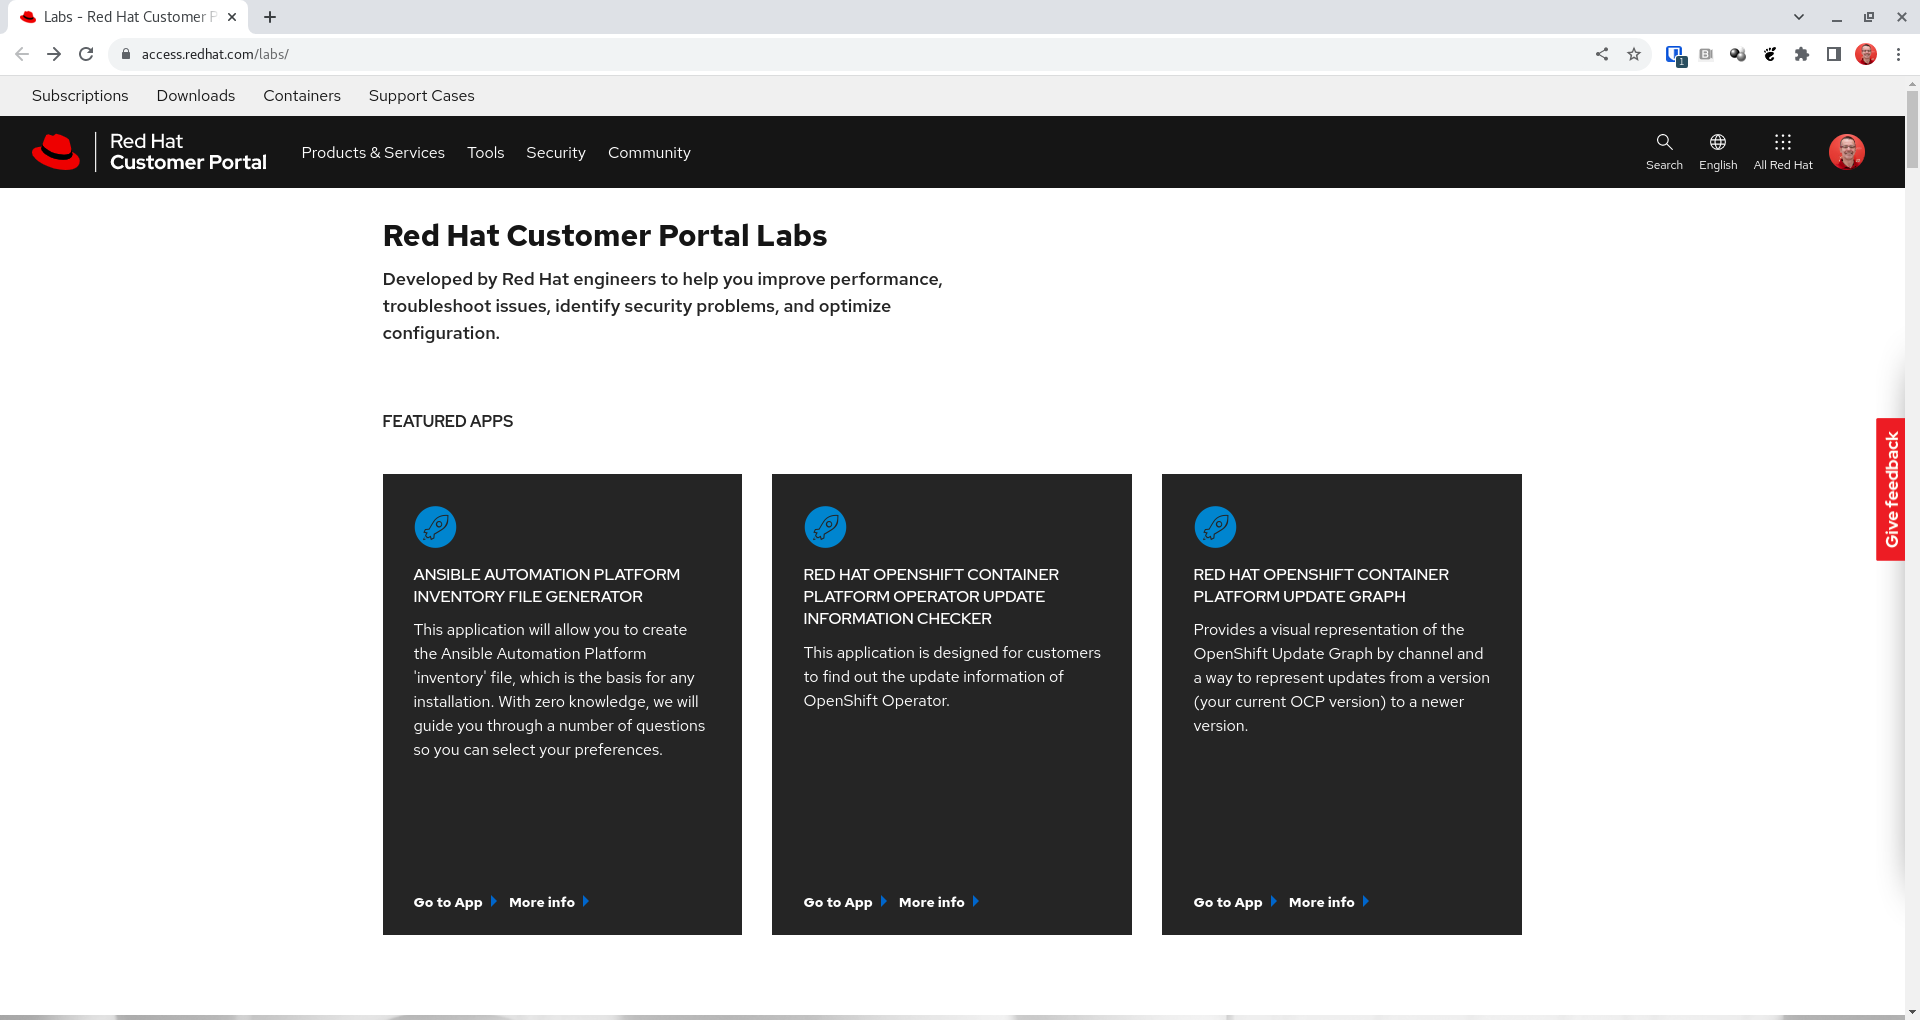 Labs - Red Hat Customer P
access.redhat.com/labs/
1
Subscriptions Downloads Containers Support Cases
Red Hat
Customer Portal
Products & Services Tools Security Community
Search English All Red Hat
Red Hat Customer Portal Labs
Developed by Red Hat engineers to help you improve performance,
troubleshoot issues, identify security problems, and optimize
configuration.
FEATURED APPS
ANSIBLE AUTOMATION PLATFORM
INVENTORY FILE GENERATOR
This application will allow you to create
the Ansible Automation Platform
'inventory' file, which is the basis for any
installation. With zero knowledge, we will
guide you through a number of questions
so you can select your preferences.
Go to App More info
RED HAT OPENSHIFT CONTAINER
PLATFORM OPERATOR UPDATE
INFORMATION CHECKER
This application is designed for customers
to find out the update information of
OpenShift Operator.
Go to App More info
RED HAT OPENSHIFT CONTAINER
PLATFORM UPDATE GRAPH
Provides a visual representation of the
OpenShift Update Graph by channel and
a way to represent updates from a version
(your current OCP version) to a newer
version.
Go to App More info
Give feedback